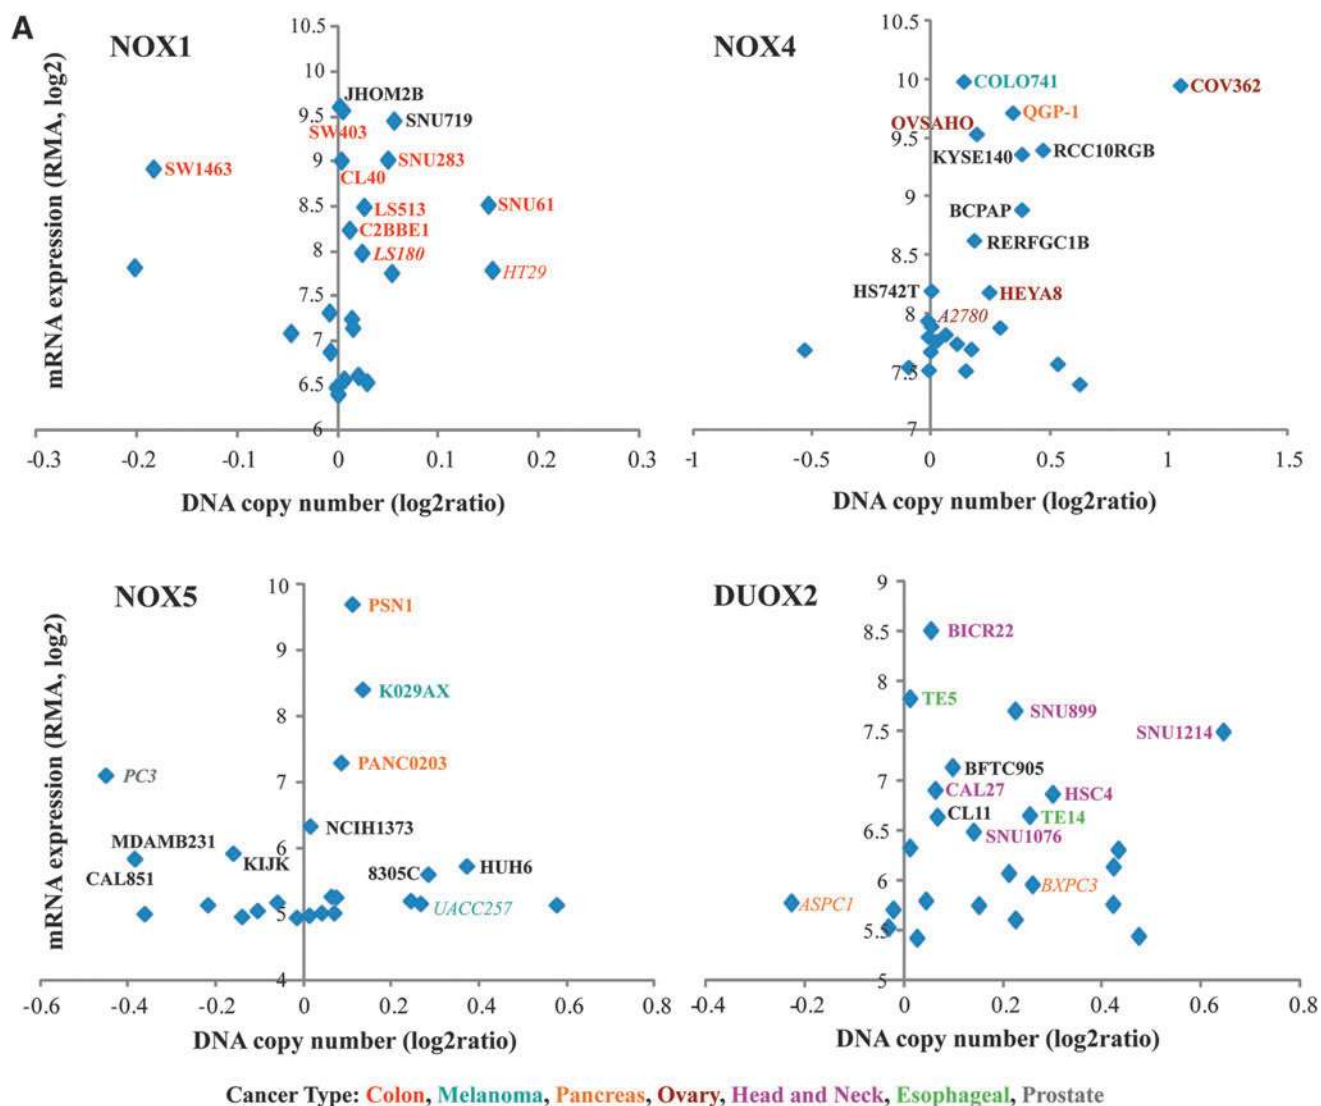 A
NOX1
mRNA expression (RMA, log2)
10.5
10
9.5
9
8.5
8
7.5
7
6.5
6
JHOM2B
SW403
SNU719
SW1463
CL40
SNU283
LS513
SNU61
C2BBE1
LS180
HT29
-0.3
-0.2
-0.1
0
0.1
0.2
0.3
DNA copy number (log2ratio)
NOX4
10.5
10
9.5
9
8.5
8
7.5
7
COLO741
COV362
QGP-1
OVSAHO
KYSE140
RCC10RGB
BCPAP
RERFGC1B
HS742T
HEYA8
A2780
-1
-0.5
0
0.5
1
1.5
DNA copy number (log2ratio)
NOX5
mRNA expression (RMA, log2)
10
9
8
7
6
5
4
PSN1
K029AX
PANC0203
PC3
NCIH1373
MDAMB231
KIJK
CAL851
8305C
HUH6
UACC257
-0.6
-0.4
-0.2
0
0.2
0.4
0.6
0.8
DNA copy number (log2ratio)
DUOX2
9
8.5
8
7.5
7
6.5
6
5.5
5
BICR22
TE5
SNU899
SNU1214
BFTC905
CAL27
HSC4
CL11
TE14
SNU1076
BXPC3
ASPC1
-0.4
-0.2
0
0.2
0.4
0.6
0.8
DNA copy number (log2ratio)
Cancer Type: Colon, Melanoma, Pancreas, Ovary, Head and Neck, Esophageal, Prostate